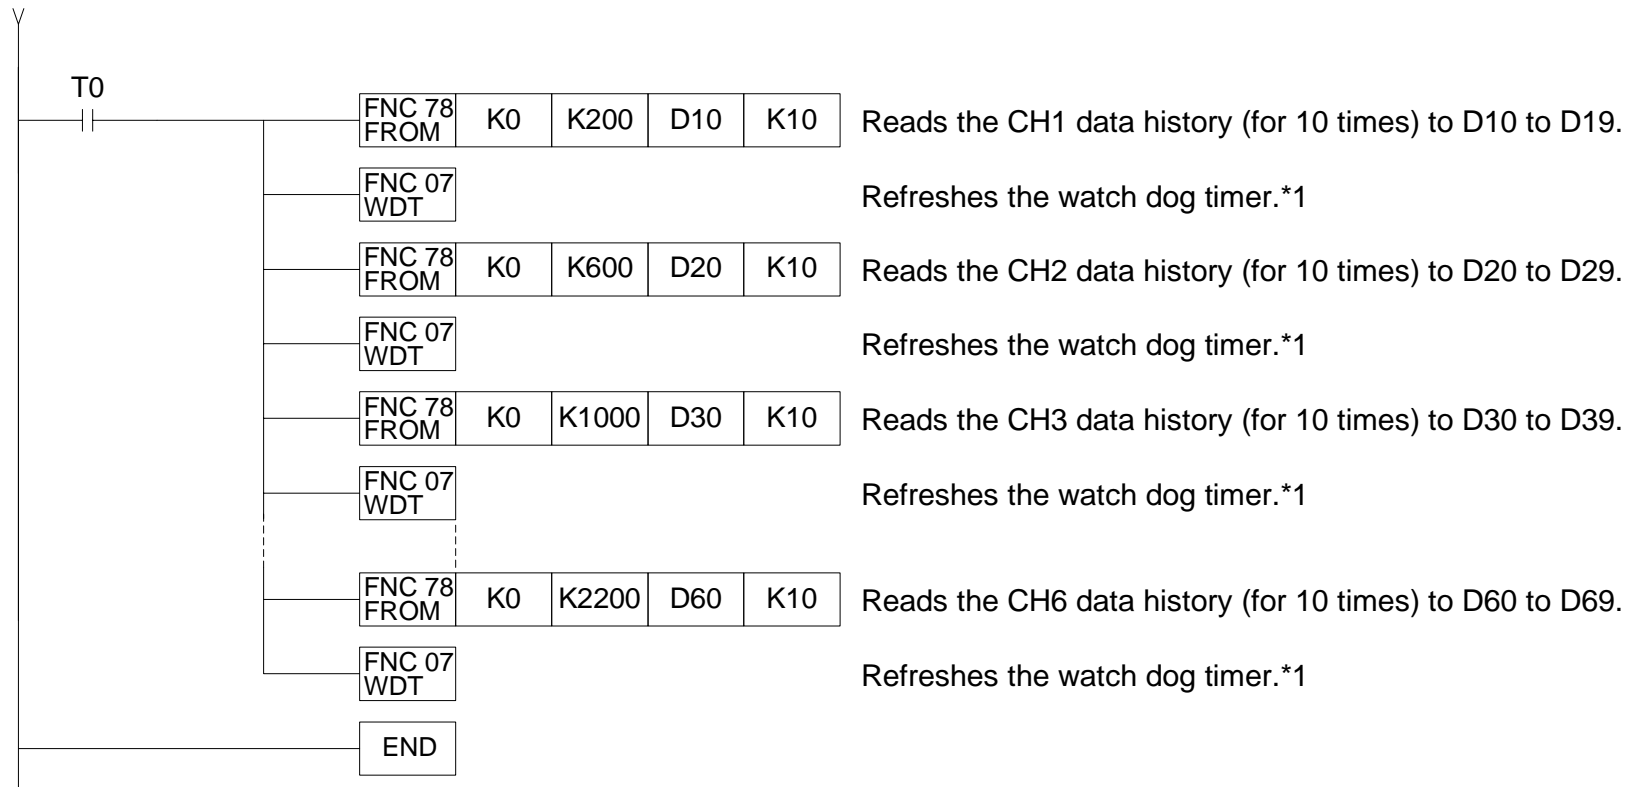 T0
FNC 78 FROM K0 K200 D10 K10 Reads the CH1 data history (for 10 times) to D10 to D19.
FNC 07 WDT Refreshes the watch dog timer.*1
FNC 78 FROM K0 K600 D20 K10 Reads the CH2 data history (for 10 times) to D20 to D29.
FNC 07 WDT Refreshes the watch dog timer.*1
FNC 78 FROM K0 K1000 D30 K10 Reads the CH3 data history (for 10 times) to D30 to D39.
FNC 07 WDT Refreshes the watch dog timer.*1
FNC 78 FROM K0 K2200 D60 K10 Reads the CH6 data history (for 10 times) to D60 to D69.
FNC 07 WDT Refreshes the watch dog timer.*1
END